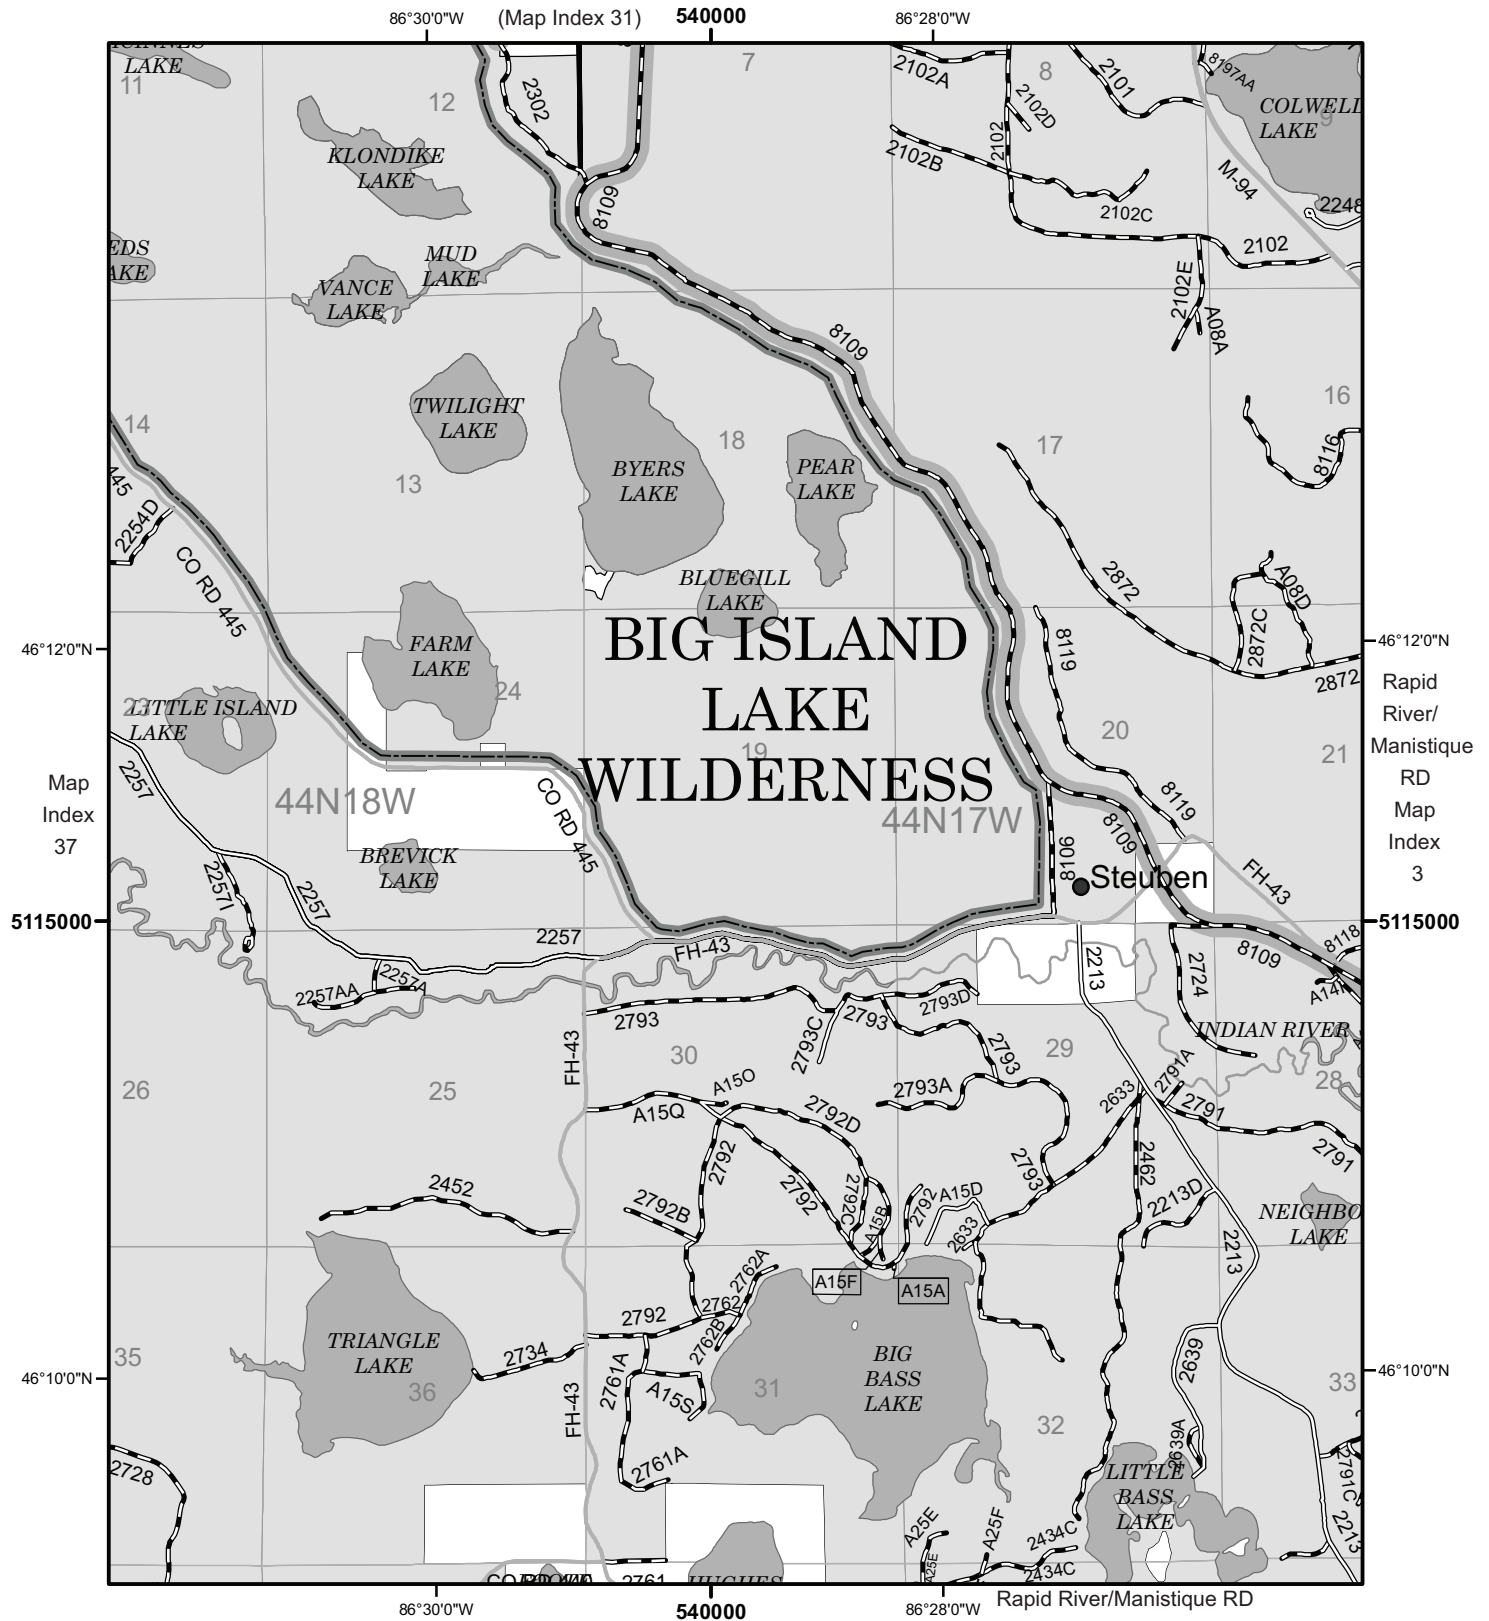 86°30'0"W
(Map Index 31)
540000
86°28'0"W
LAKE
11
12
7
8
9
2302
2102A
2101
8197AA
COLWELL
LAKE
2102D
2102
2102B
KLONDIKE
LAKE
M-94
8109
2102C
2248
2102
EDS
AKE
MUD
LAKE
VANCE
LAKE
2102E
A08A
8109
TWILIGHT
LAKE
14
13
18
17
16
BYERS
LAKE
PEAR
LAKE
8116
445
2254D
CO RD 445
BLUEGILL
LAKE
2872
A08D
2872C
2872
FARM
LAKE
24
BIG ISLAND
LAKE
WILDERNESS
8119
46°12'0"N
46°12'0"N
Rapid
River/
Manistique
RD
Map
Index
3
23
LITTLE ISLAND
LAKE
19
20
21
2257
Map
Index
37
44N18W
CO RD 445
44N17W
8119
8109
8106
BREVICK
LAKE
Steuben
FH-43
2257I
2257
5115000
5115000
2257
FH-43
2213
2724
8109
8118
2257A
2257AA
2793D
INDIAN RIVER
2793
2793C
2793
2793
FH-43
30
29
28
26
25
2793A
2791A
2633
2791
A15O
A15Q
2792D
2791
2792
2792
2793
2462
2452
2792B
2792C
A15B
2792
A15D
2213D
2633
NEIGHBO
LAKE
2213
2762A
A15F
A15A
2762
2792
2762B
TRIANGLE
LAKE
2734
35
36
46°10'0"N
46°10'0"N
2761A
A15S
31
BIG
BASS
LAKE
2639
33
FH-43
32
2639A
2761A
2728
LITTLE
BASS
LAKE
2791C
2213
A25E
A25F
2434C
A25E
2434C
2761
HUGHES
86°30'0"W
540000
86°28'0"W
Rapid River/Manistique RD